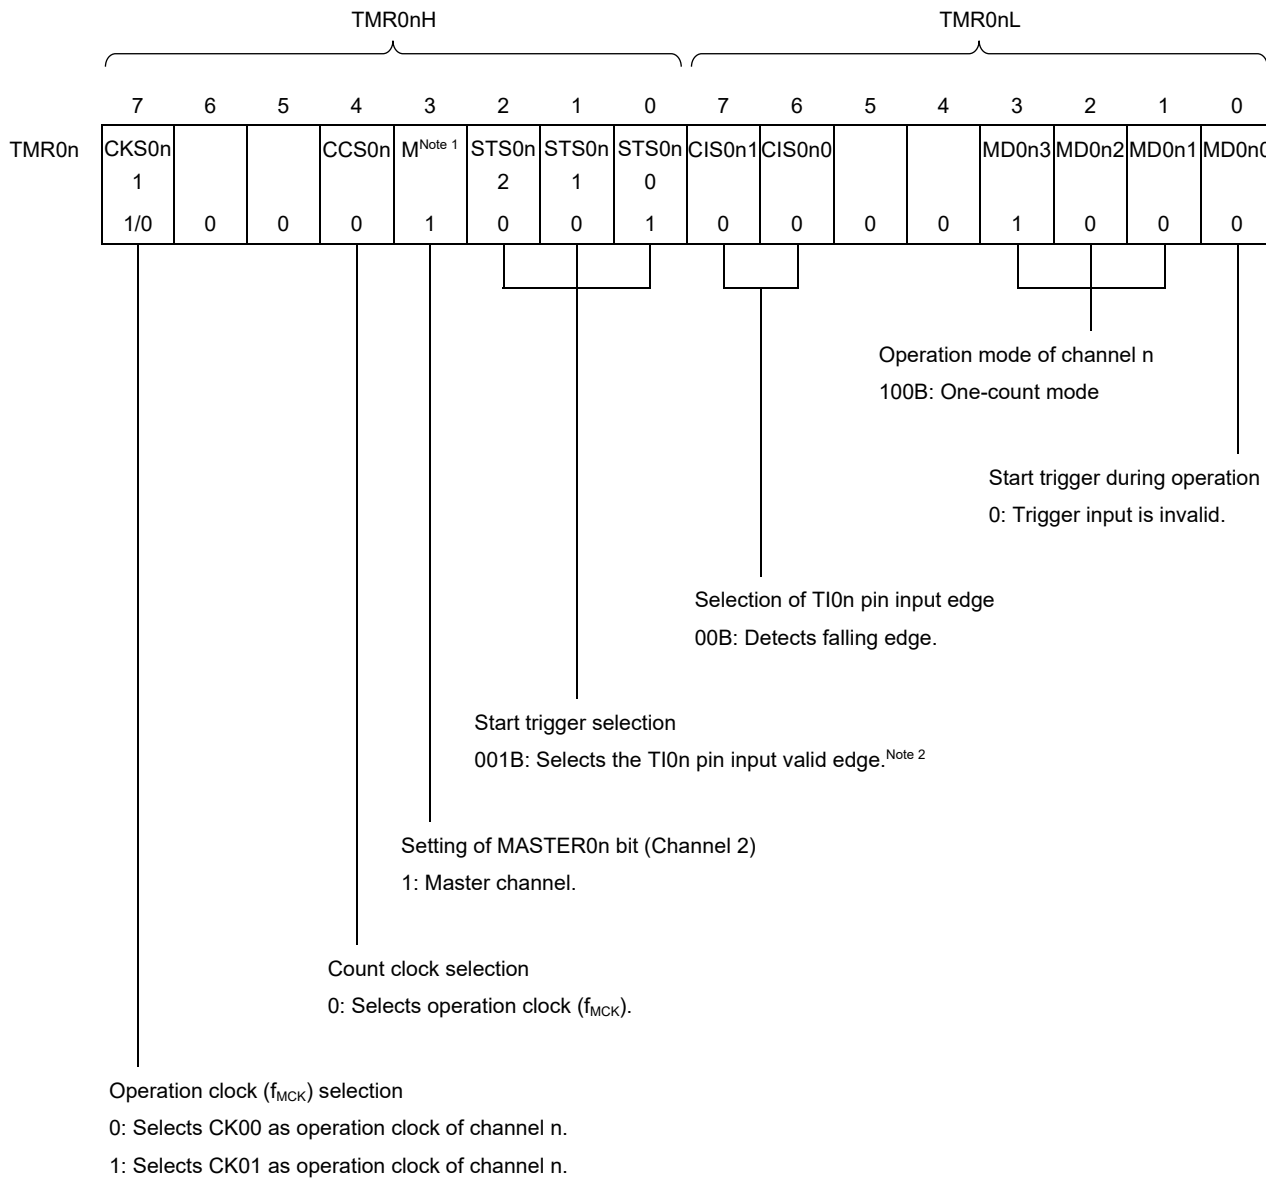 TMR0nH TMR0nL
7 6 5 4 3 2 1 0 7 6 5 4 3 2 1 0
TMR0n CKS0n CCS0n M^Note 1 STS0n STS0n STS0n CIS0n1 CIS0n0 MD0n3 MD0n2 MD0n1 MD0n0
1 2 1 0
1/0 0 0 0 1 0 0 1 0 0 0 0 1 0 0 0
Operation mode of channel n
100B: One-count mode
Start trigger during operation
0: Trigger input is invalid.
Selection of TI0n pin input edge
00B: Detects falling edge.
Start trigger selection
001B: Selects the TI0n pin input valid edge.^Note 2
Setting of MASTER0n bit (Channel 2)
1: Master channel.
Count clock selection
0: Selects operation clock (fMCK).
Operation clock (fMCK) selection
0: Selects CK00 as operation clock of channel n.
1: Selects CK01 as operation clock of channel n.